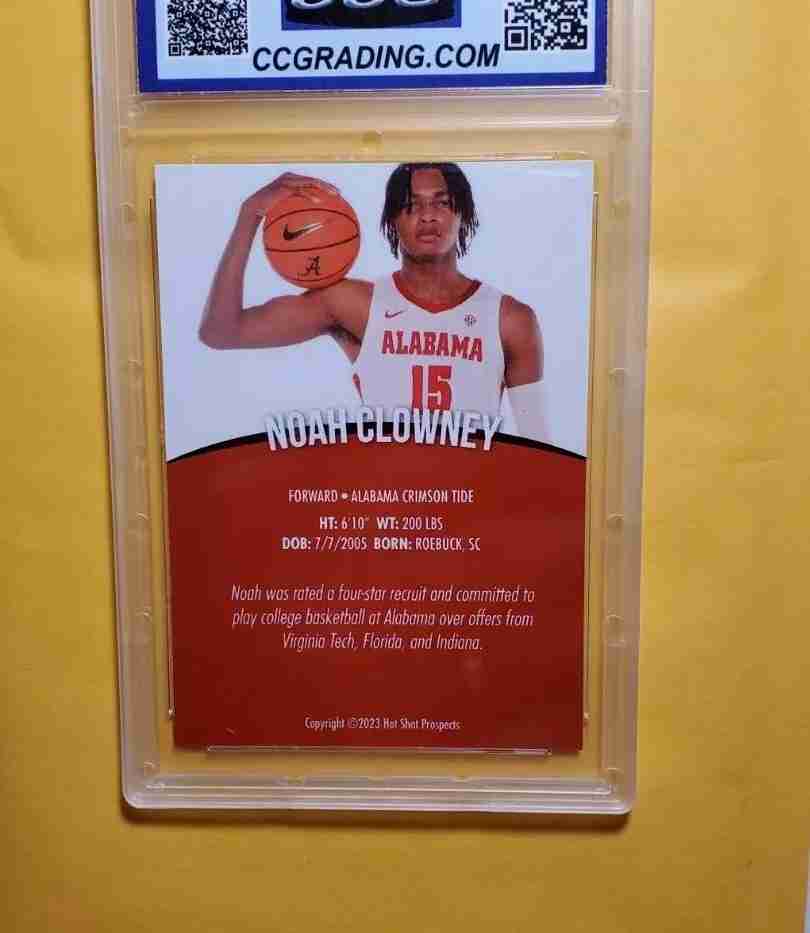 CCGRADING.COM
A
ALABAMA
15
NOAH CLOWNEY
FORWARD • ALABAMA CRIMSON TIDE
HT: 6'10" WT: 200 LBS
DOB: 7/7/2005 BORN: ROEBUCK, SC
Noah was rated a four-star recruit and committed to
play college basketball at Alabama over offers from
Virginia Tech, Florida, and Indiana.
Copyright ©2023 Hot Shot Prospects